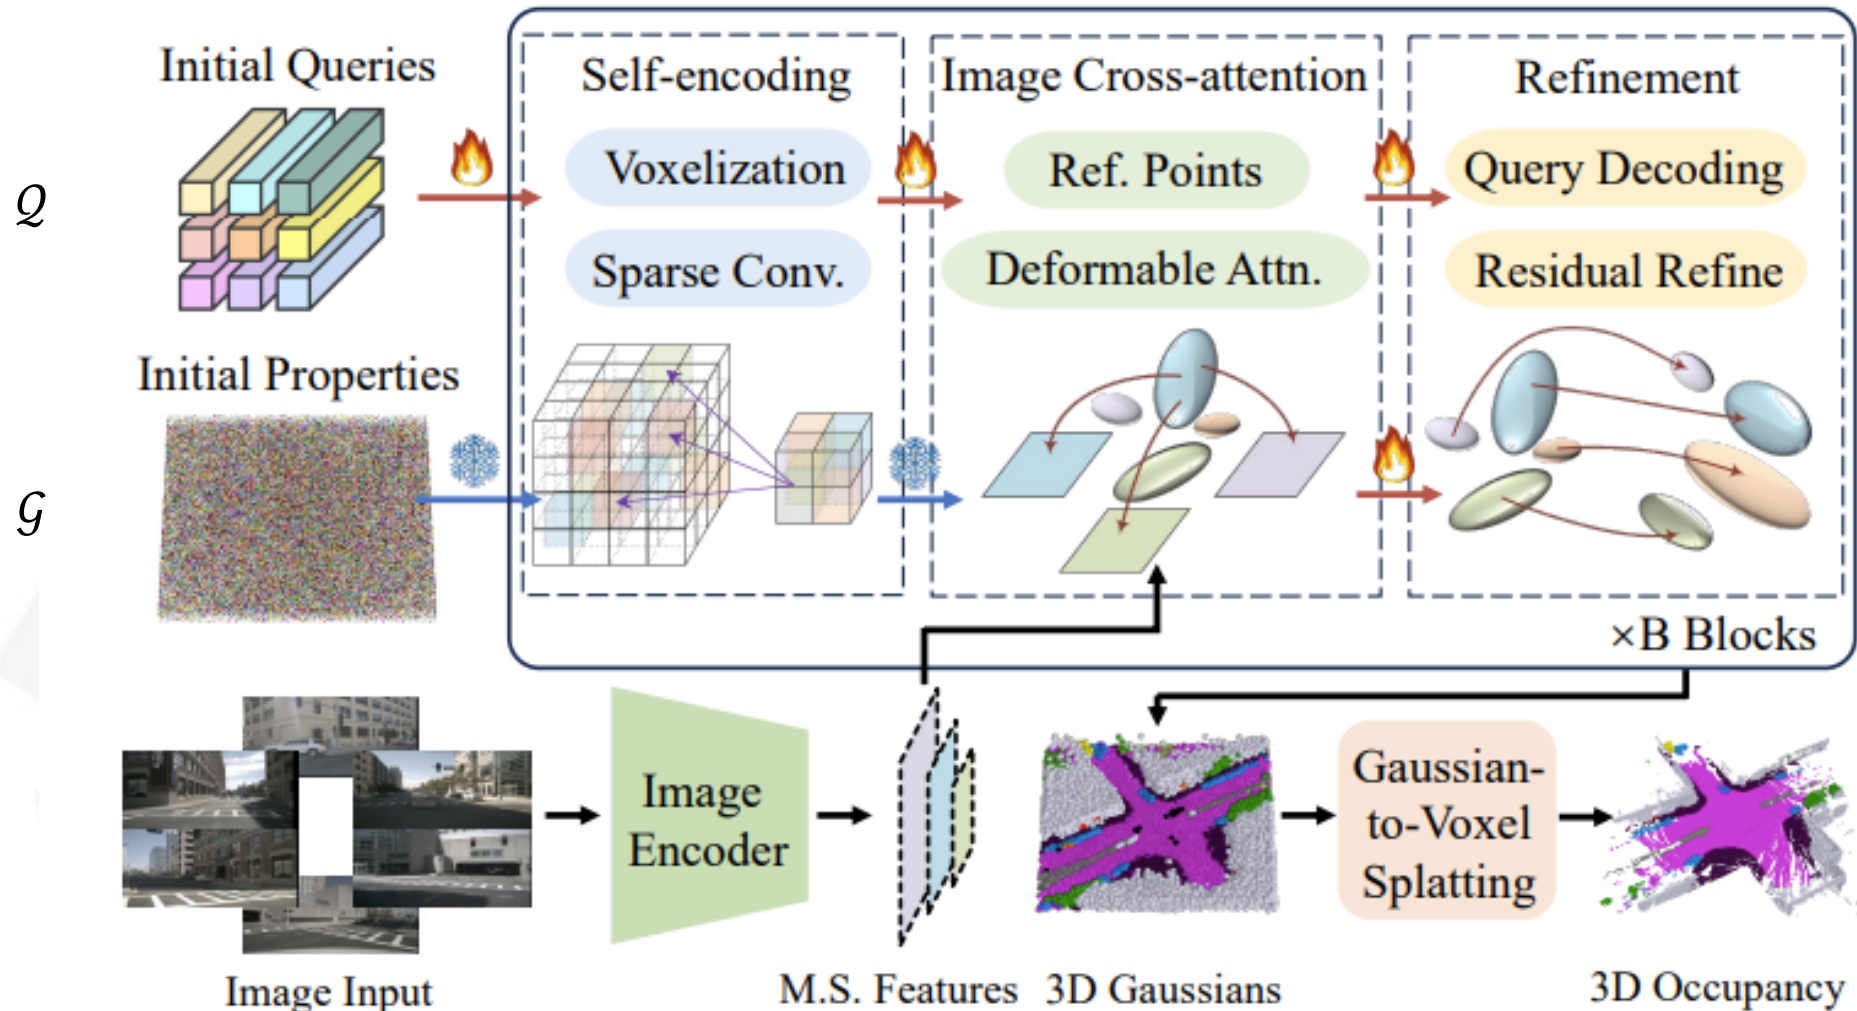 Initial Queries
Self-encoding
Image Cross-attention
Refinement
Voxelization
Ref. Points
Query Decoding
𝒬
Sparse Conv.
Deformable Attn.
Residual Refine
Initial Properties
𝒢
×B Blocks
Image
Encoder
Gaussian-
to-Voxel
Splatting
Image Input
M.S. Features
3D Gaussians
3D Occupancy